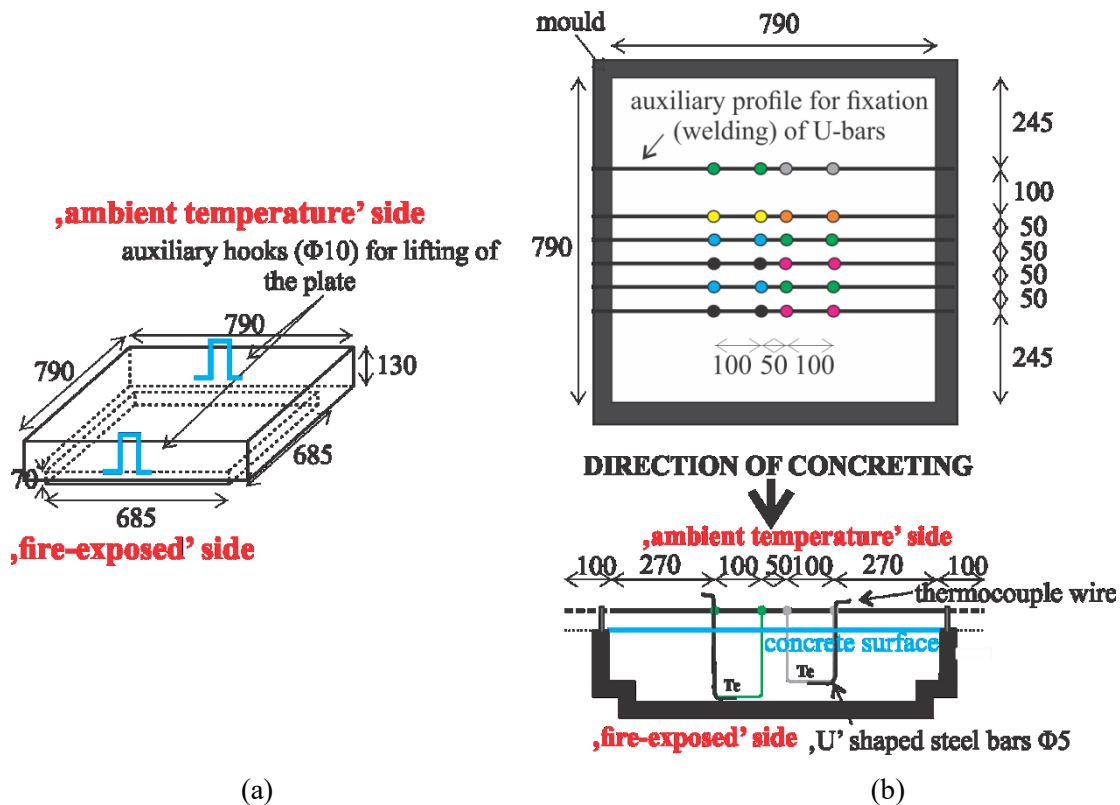 ‚ambient temperature’ side
auxiliary hooks (Φ10) for lifting of
the plate
790
790
130
70
685
685
‚fire-exposed’ side
(a)
mould
790
auxiliary profile for fixation
(welding) of U-bars
790
245
100
50
50
50
50
245
100 50 100
DIRECTION OF CONCRETING
‚ambient temperature’ side
100 270 100 50 100 270 100
thermocouple wire
concrete surface
Te
Te
‚fire-exposed’ side
‚U’ shaped steel bars Φ5
(b)